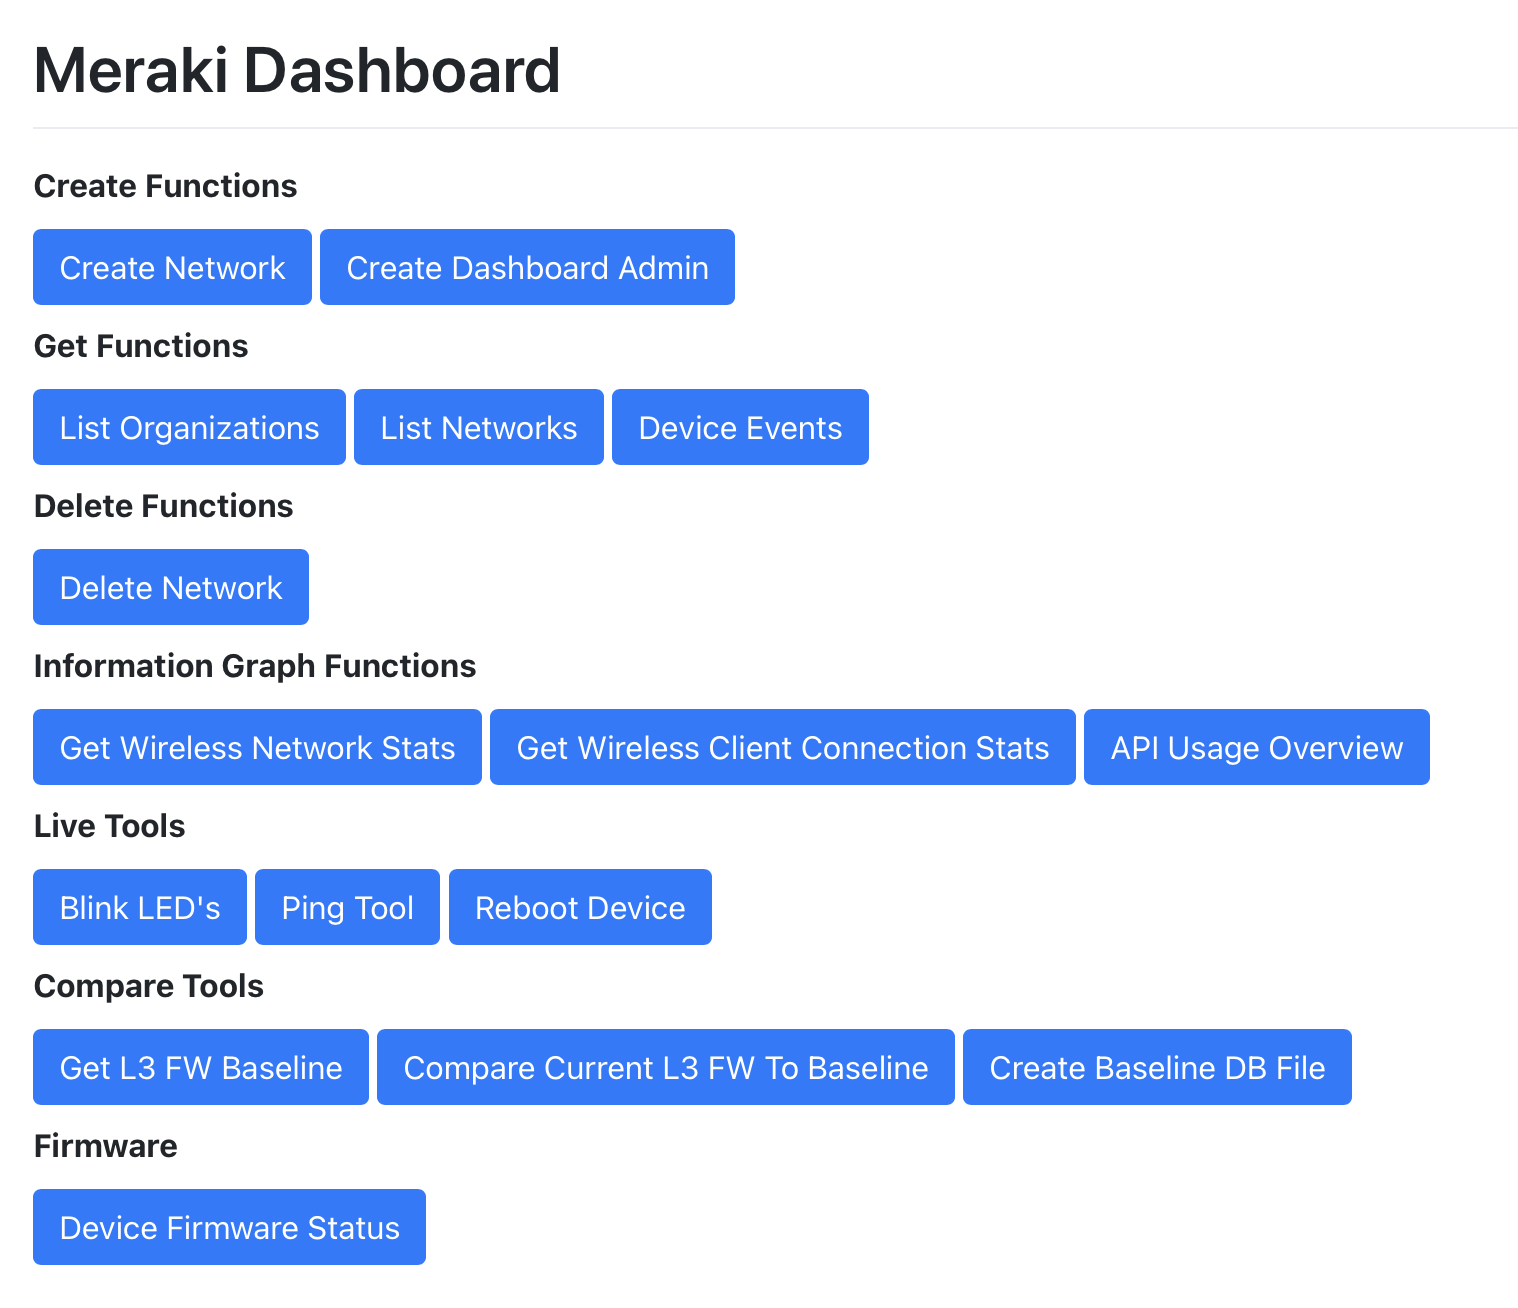 Meraki Dashboard
Create Functions
Create Network Create Dashboard Admin
Get Functions
List Organizations List Networks Device Events
Delete Functions
Delete Network
Information Graph Functions
Get Wireless Network Stats Get Wireless Client Connection Stats API Usage Overview
Live Tools
Blink LED's Ping Tool Reboot Device
Compare Tools
Get L3 FW Baseline Compare Current L3 FW To Baseline Create Baseline DB File
Firmware
Device Firmware Status